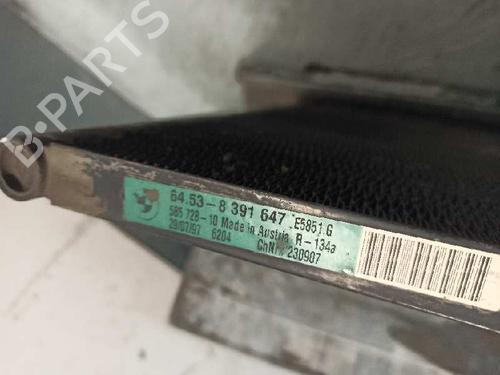 B-PARTS
64.53-8 391 647 E5851.G
585 728-10 Made in Austria R-134a
29/07/97 6204 ChNr: 230907